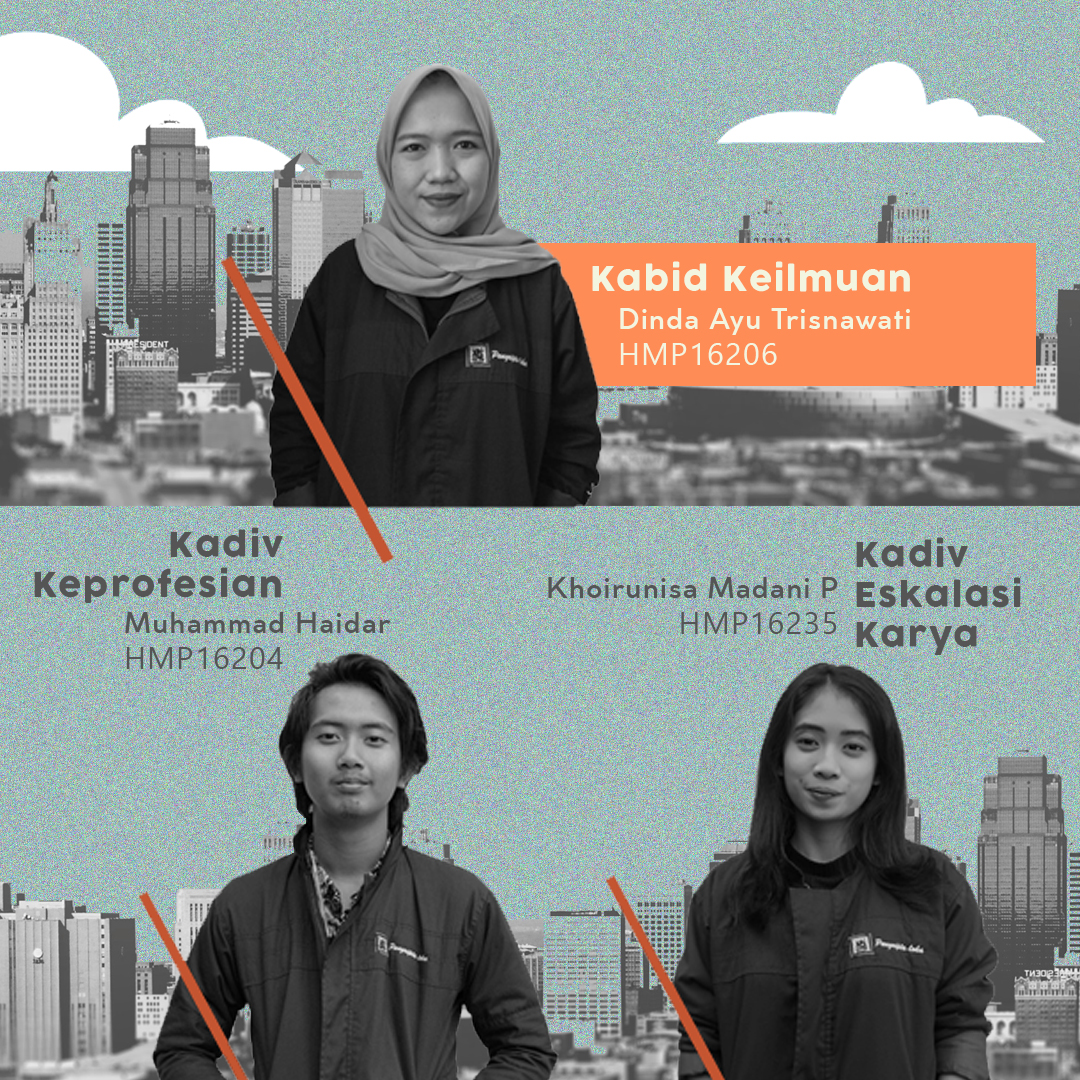 Kabid Keilmuan
Dinda Ayu Trisnawati
HMP16206
Kadiv
Keprofesian
Muhammad Haidar
HMP16204
Khoirunisa Madani P
HMP16235
Kadiv
Eskalasi
Karya